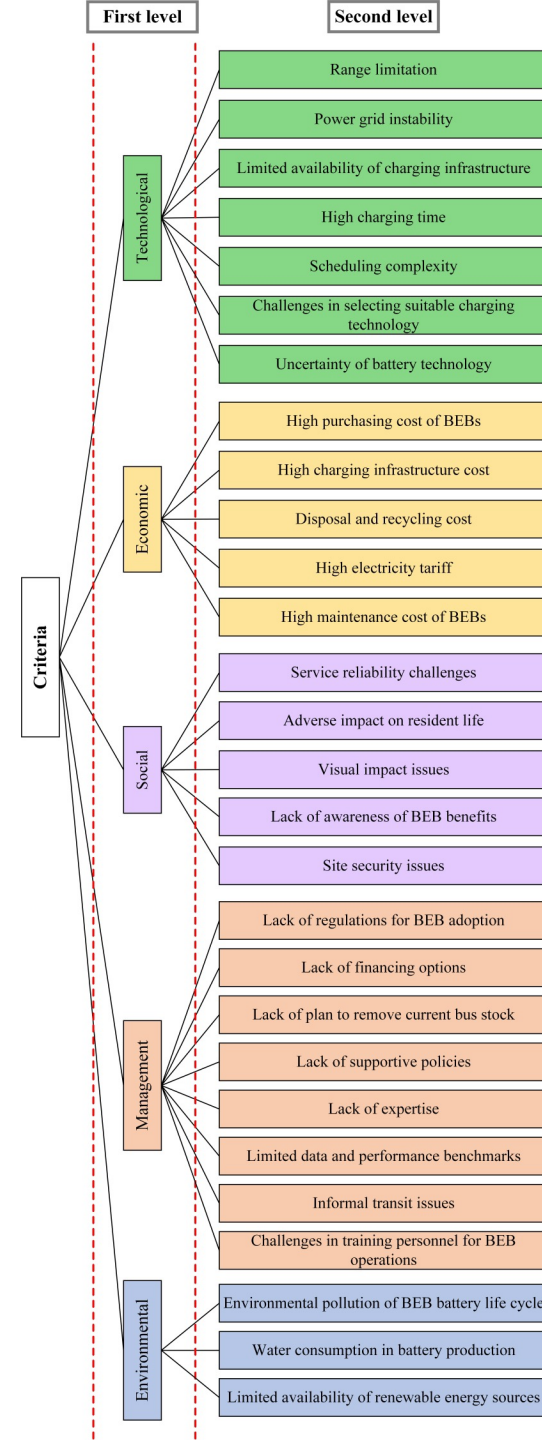 First level
Second level
Criteria
Technological
Range limitation
Power grid instability
Limited availability of charging infrastructure
High charging time
Scheduling complexity
Challenges in selecting suitable charging
technology
Uncertainty of battery technology
Economic
High purchasing cost of BEBs
High charging infrastructure cost
Disposal and recycling cost
High electricity tariff
High maintenance cost of BEBs
Social
Service reliability challenges
Adverse impact on resident life
Visual impact issues
Lack of awareness of BEB benefits
Site security issues
Management
Lack of regulations for BEB adoption
Lack of financing options
Lack of plan to remove current bus stock
Lack of supportive policies
Lack of expertise
Limited data and performance benchmarks
Informal transit issues
Challenges in training personnel for BEB
operations
Environmental
Environmental pollution of BEB battery life cycle
Water consumption in battery production
Limited availability of renewable energy sources